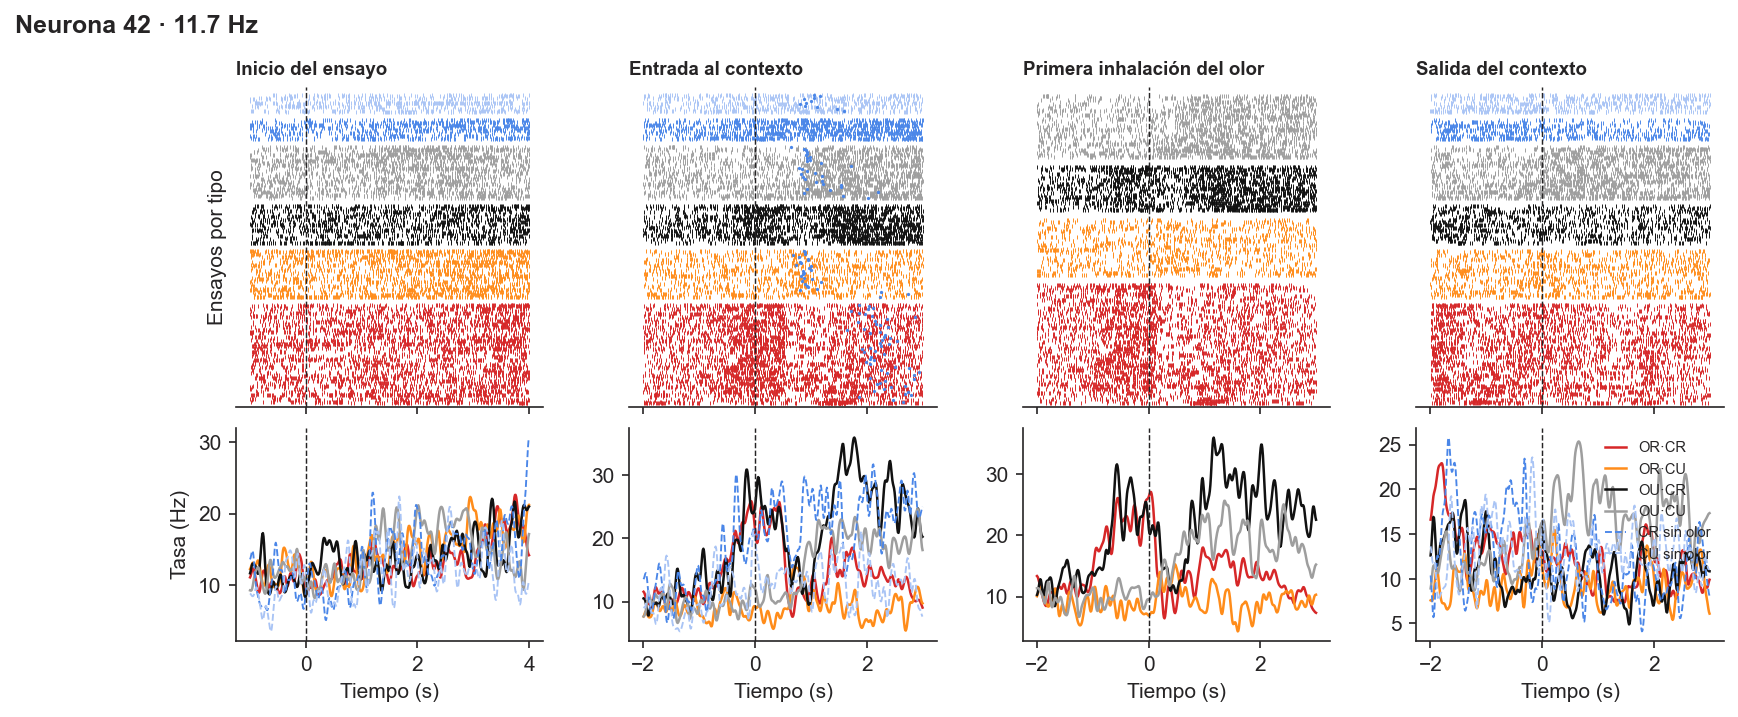 Neurona 42 · 11.7 Hz
Inicio del ensayo
Entrada al contexto
Primera inhalación del olor
Salida del contexto
Ensayos por tipo
Tasa (Hz)
30
20
10
0
2
4
Tiempo (s)
30
20
10
−2
0
2
Tiempo (s)
30
20
10
−2
0
2
Tiempo (s)
25
20
15
10
5
−2
0
2
Tiempo (s)
OR·CR
OR·CU
OU·CR
OU·CU
CR sin olor
CU sin olor